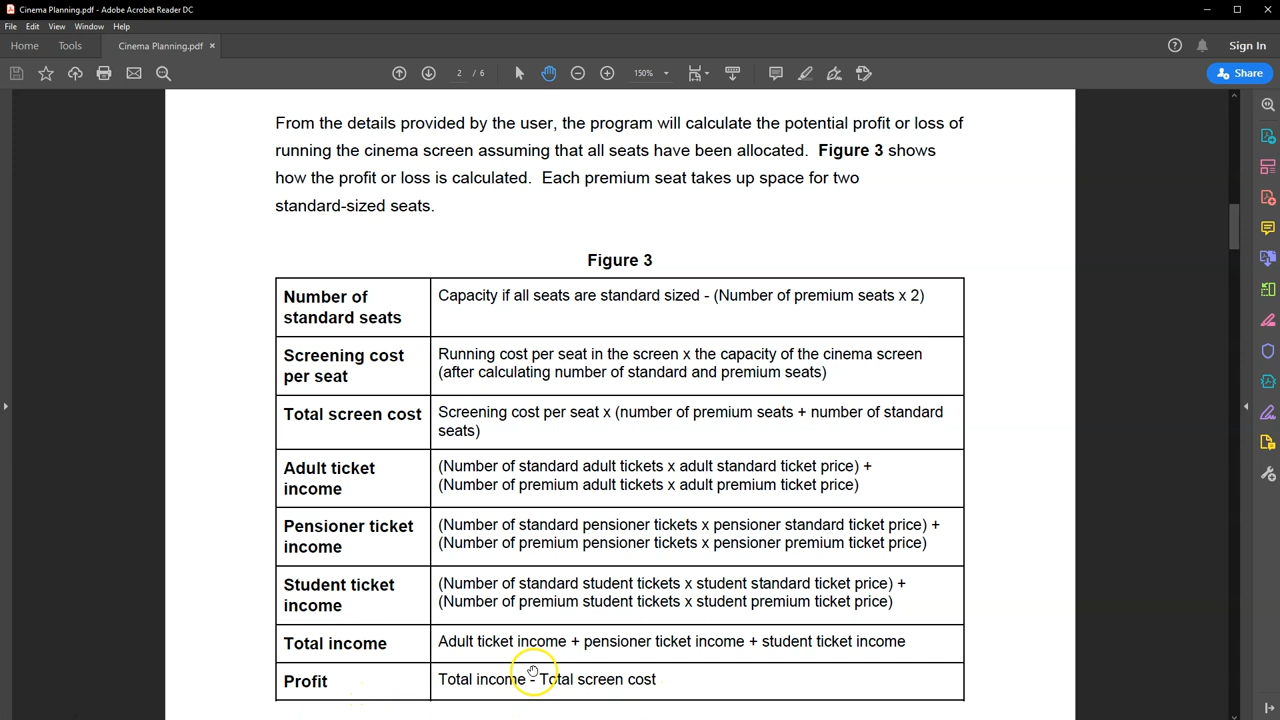 Cinema Planning.pdf - Adobe Acrobat Reader DC
File Edit View Window Help
Home Tools Cinema Planning.pdf × Sign In
2 / 6 150% Share
From the details provided by the user, the program will calculate the potential profit or loss of
running the cinema screen assuming that all seats have been allocated. Figure 3 shows
how the profit or loss is calculated. Each premium seat takes up space for two
standard-sized seats.
Figure 3
Number of
standard seats
Capacity if all seats are standard sized - (Number of premium seats x 2)
Screening cost
per seat
Running cost per seat in the screen x the capacity of the cinema screen
(after calculating number of standard and premium seats)
Total screen cost
Screening cost per seat x (number of premium seats + number of standard
seats)
Adult ticket
income
(Number of standard adult tickets x adult standard ticket price) +
(Number of premium adult tickets x adult premium ticket price)
Pensioner ticket
income
(Number of standard pensioner tickets x pensioner standard ticket price) +
(Number of premium pensioner tickets x pensioner premium ticket price)
Student ticket
income
(Number of standard student tickets x student standard ticket price) +
(Number of premium student tickets x student premium ticket price)
Total income
Adult ticket income + pensioner ticket income + student ticket income
Profit
Total income - Total screen cost